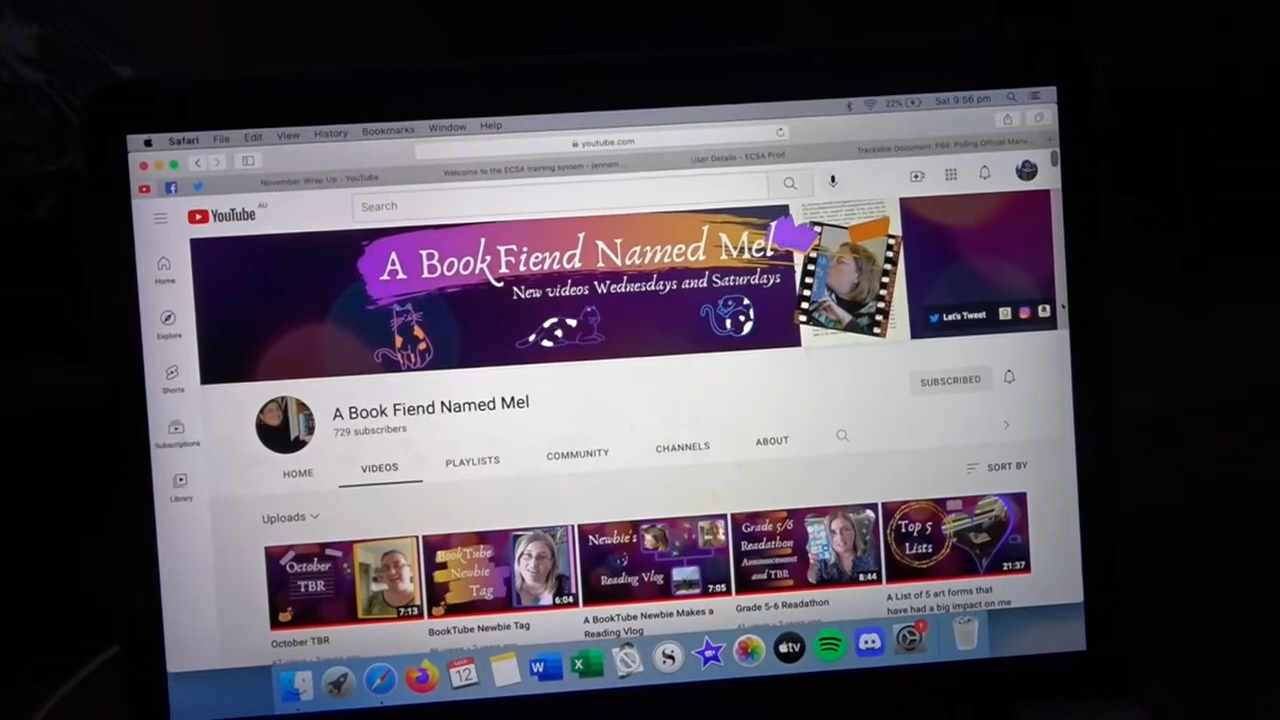 Safari File Edit View History Bookmarks Window Help
22% Sat 9:56 pm
youtube.com
November Wrap Up - YouTube
Welcome to the ECSA training system - jennam...
User Details - ECSA Prod
Trackable Document: P84, Polling Official Manu...
YouTube AU
Search
A Book Fiend Named Mel
New videos Wednesdays and Saturdays
Let's Tweet
Home
Explore
Shorts
Subscriptions
Library
A Book Fiend Named Mel
729 subscribers
SUBSCRIBED
HOME VIDEOS PLAYLISTS COMMUNITY CHANNELS ABOUT
SORT BY
Uploads
October
TBR
7:13
BookTube
Newbie
Tag
6:04
Newbie's
Reading Vlog
7:05
Grade 5/6
Readathon
Announcement
and TBR
8:44
Top 5
Lists
21:37
October TBR
BookTube Newbie Tag
A BookTube Newbie Makes a
Reading Vlog
Grade 5-6 Readathon
A List of 5 art forms that
have had a big impact on me
MAR
12
W
X
S
tv
1